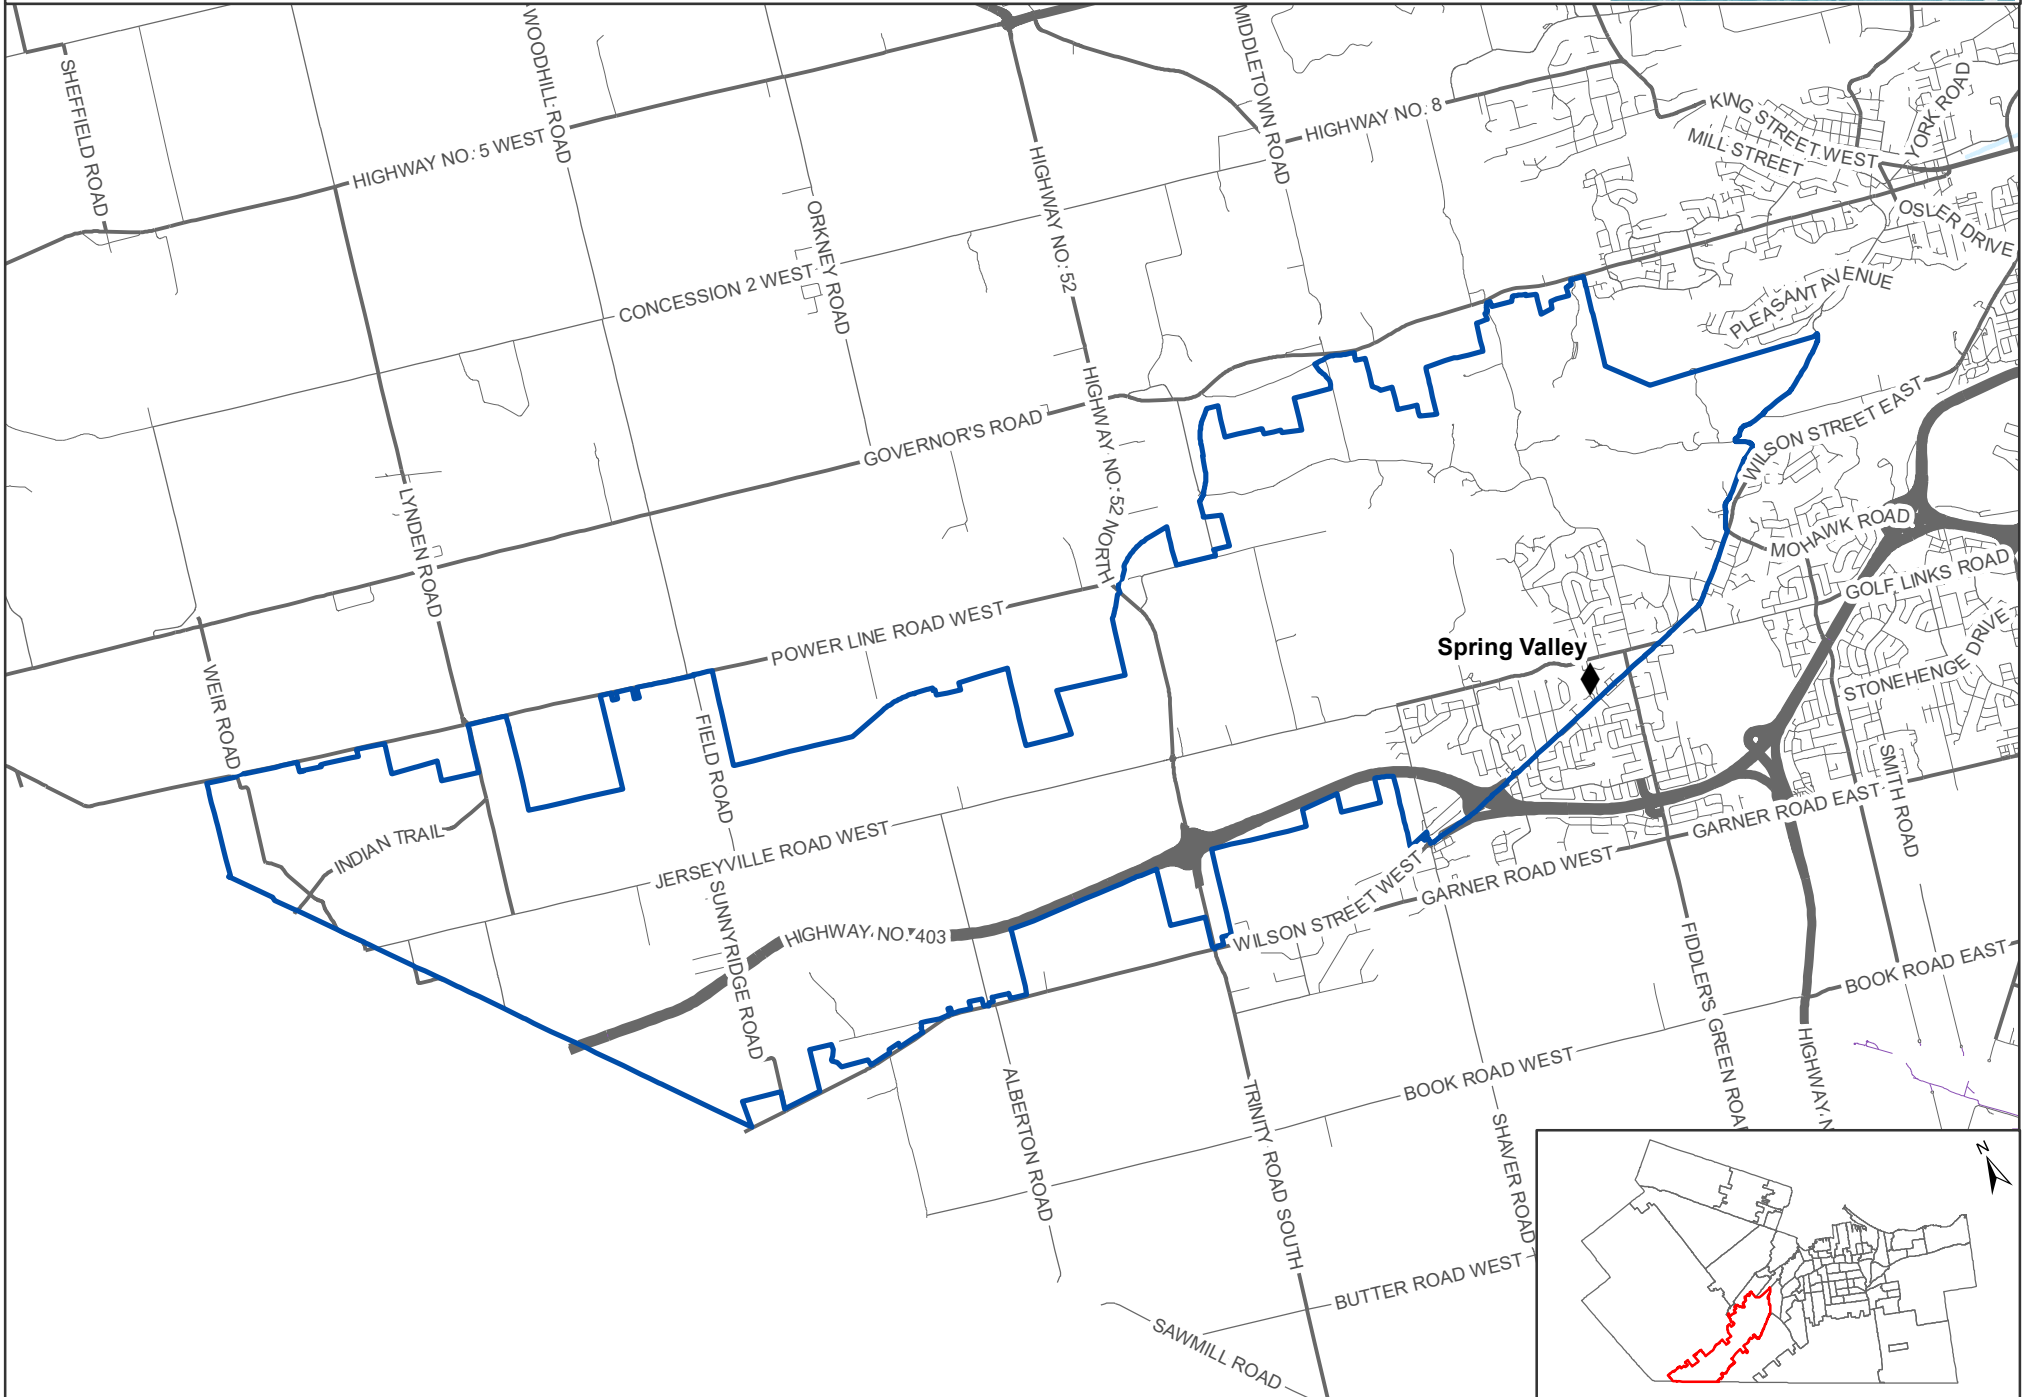 SHEFFIELD ROAD
WOODHILL ROAD
MIDDLETOWN ROAD
HIGHWAY NO. 5 WEST
HIGHWAY NO. 8
KING STREET WEST
YORK ROAD
MILL STREET
OSLER DRIVE
HIGHWAY NO. 52
ORKNEY ROAD
CONCESSION 2 WEST
PLEASANT AVENUE
GOVERNOR'S ROAD
HIGHWAY NO. 52 NORTH
WILSON STREET EAST
LYNDEN ROAD
MOHAWK ROAD
GOLF LINKS ROAD
POWER LINE ROAD WEST
Spring Valley
STONEHENGE DRIVE
WEIR ROAD
FIELD ROAD
SMITH ROAD
INDIAN TRAIL
JERSEYVILLE ROAD WEST
GARNER ROAD EAST
GARNER ROAD WEST
WILSON STREET WEST
SUNNYRIDGE ROAD
HIGHWAY NO. 403
FIDDLER'S GREEN ROA
BOOK ROAD EAST
BOOK ROAD WEST
HIGHWAY N
ALBERTON ROAD
TRINITY ROAD SOUTH
SHAVER ROAD
BUTTER ROAD WEST
SAWMILL ROAD
N